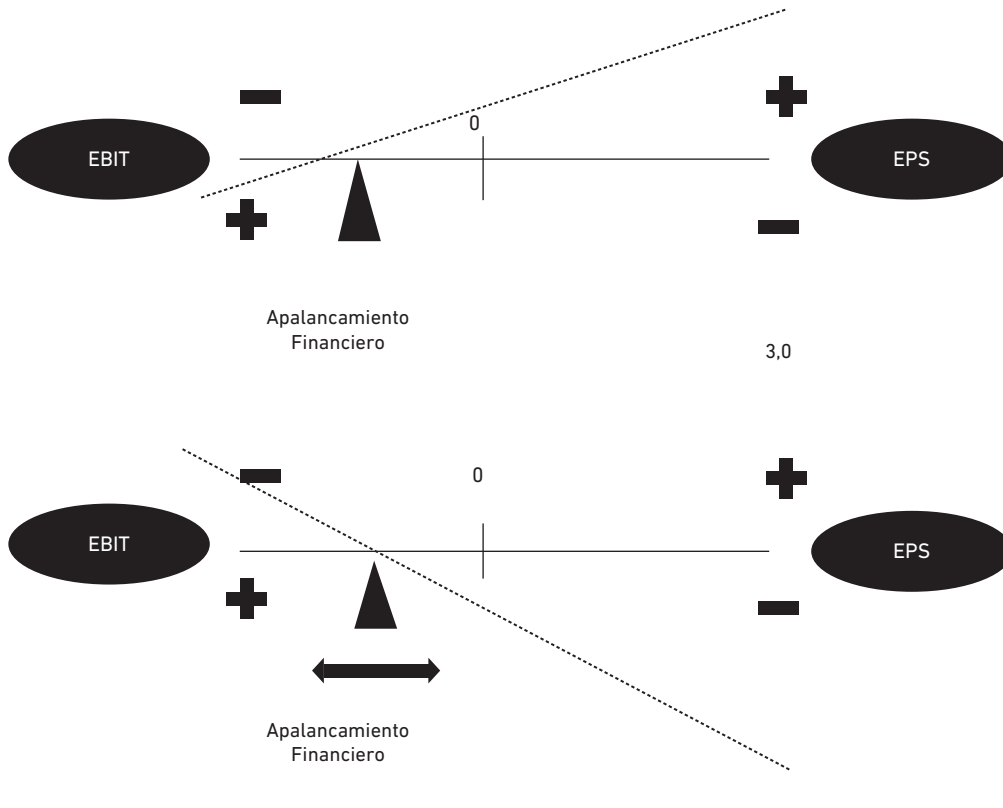 0
EBIT
EPS
Apalancamiento
Financiero
3,0
0
EBIT
EPS
Apalancamiento
Financiero